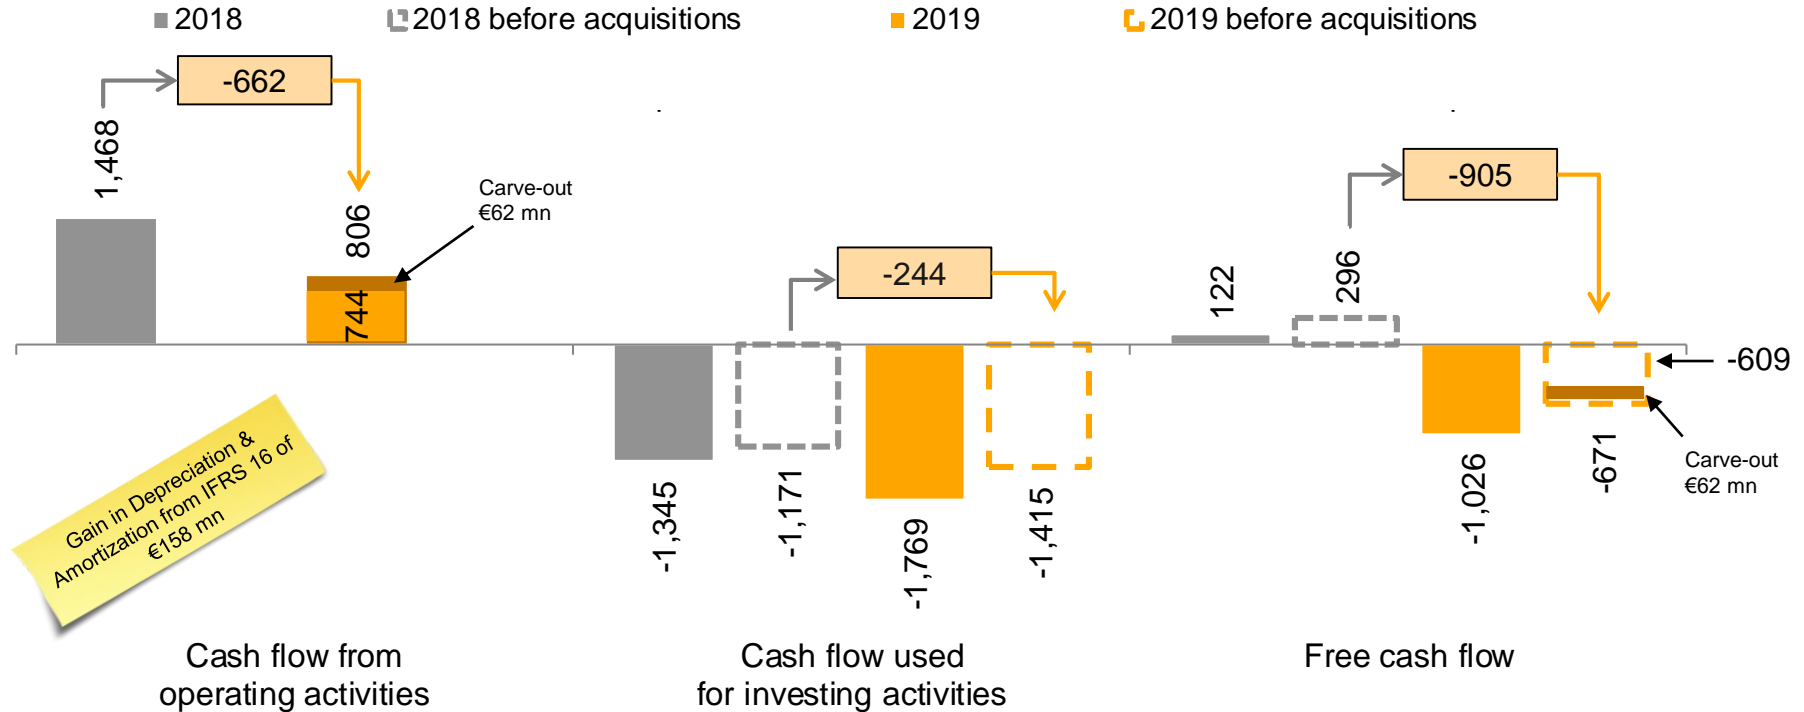 2018
2018 before acquisitions
2019
2019 before acquisitions
-662
1,468
806
744
Carve-out
€62 mn
Gain in Depreciation &
Amortization from IFRS 16 of
€158 mn
Cash flow from
operating activities
-244
-1,345
-1,171
-1,769
-1,415
Cash flow used
for investing activities
-905
122
296
-1,026
-671
-609
Carve-out
€62 mn
Free cash flow